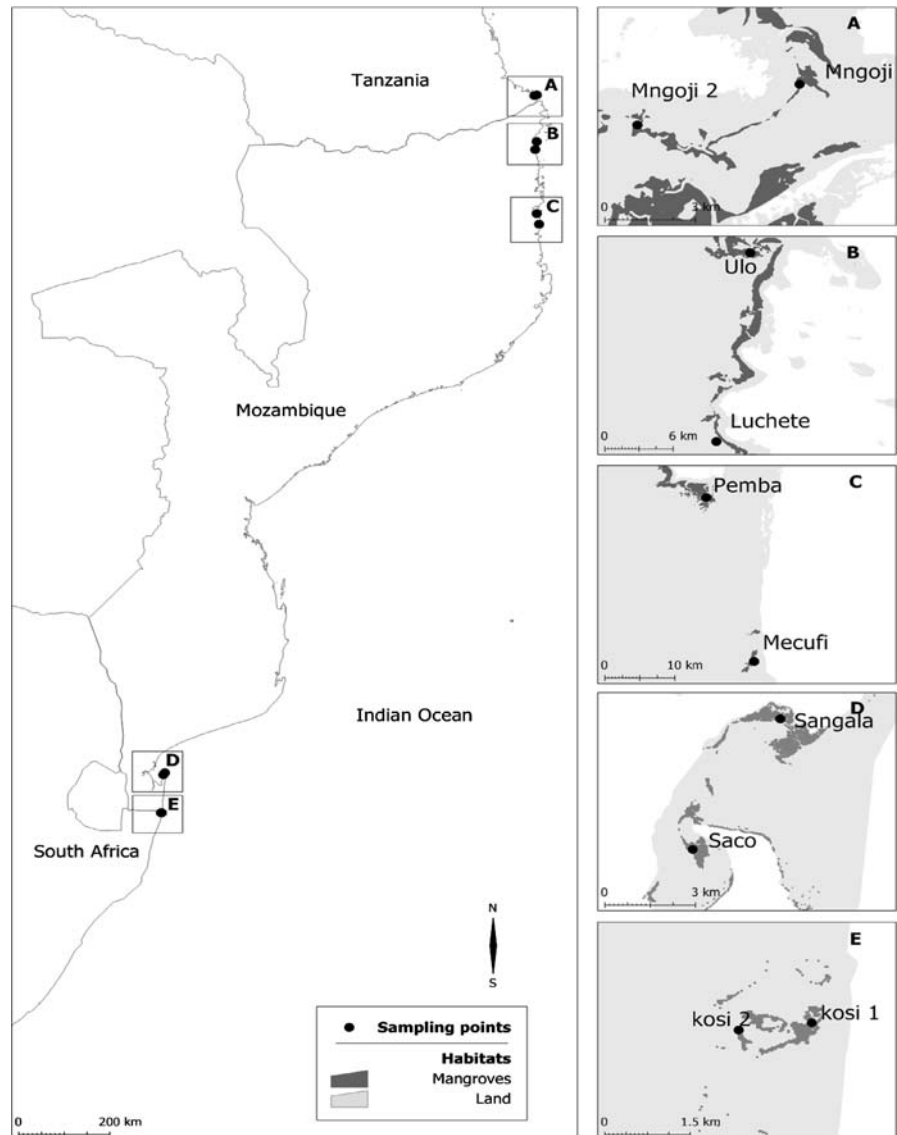 Tanzania
A
B
C
Mozambique
Indian Ocean
D
E
South Africa
N
S
Sampling points
Habitats
Mangroves
Land
0 200 km
A
Mngoji
Mngoji 2
0 3 km
B
Ulo
Luchete
0 6 km
C
Pemba
Mecufi
0 10 km
D
Sangala
Saco
0 3 km
E
kosi 2 kosi 1
0 1.5 km